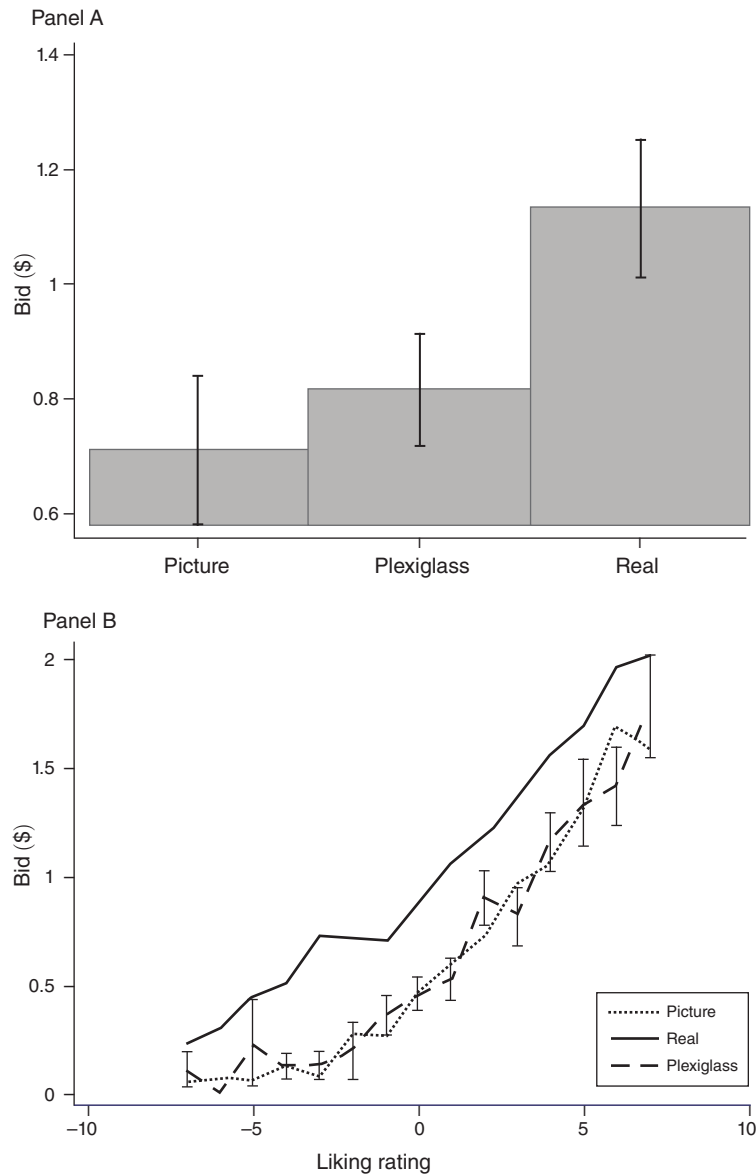 Panel A
1.4
1.2
1
0.8
0.6
Bid ($)
Picture Plexiglass Real
Panel B
2
1.5
1
0.5
0
Bid ($)
Picture
Real
Plexiglass
–10 –5 0 5 10
Liking rating